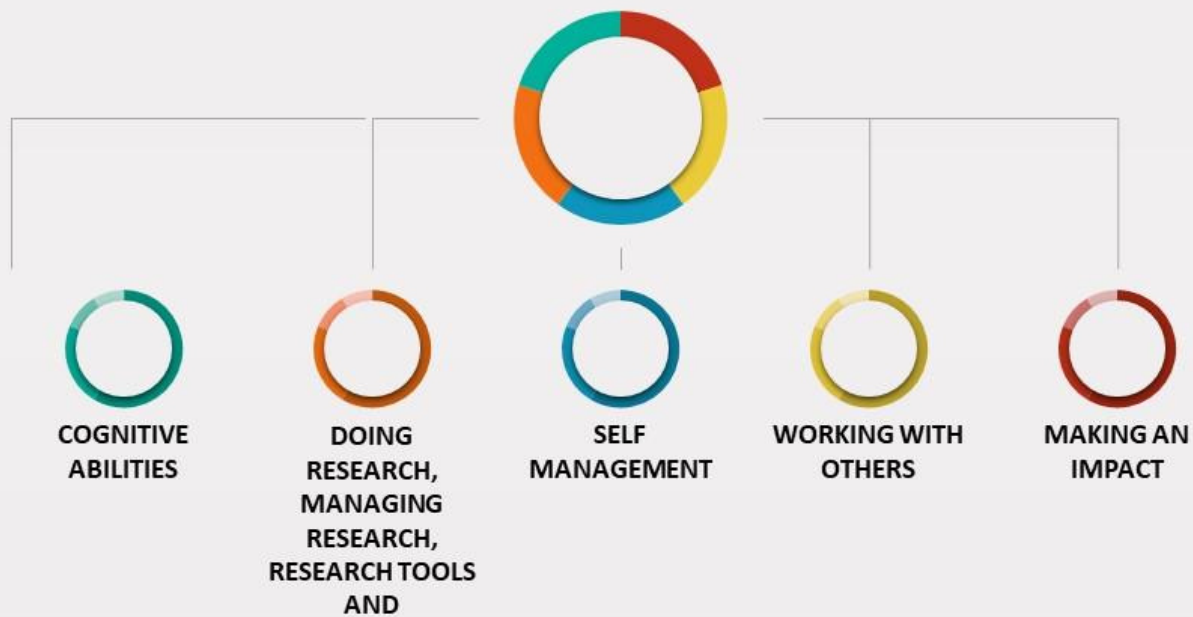 COGNITIVE
ABILITIES
DOING
RESEARCH,
MANAGING
RESEARCH,
RESEARCH TOOLS
AND
SELF
MANAGEMENT
WORKING WITH
OTHERS
MAKING AN
IMPACT